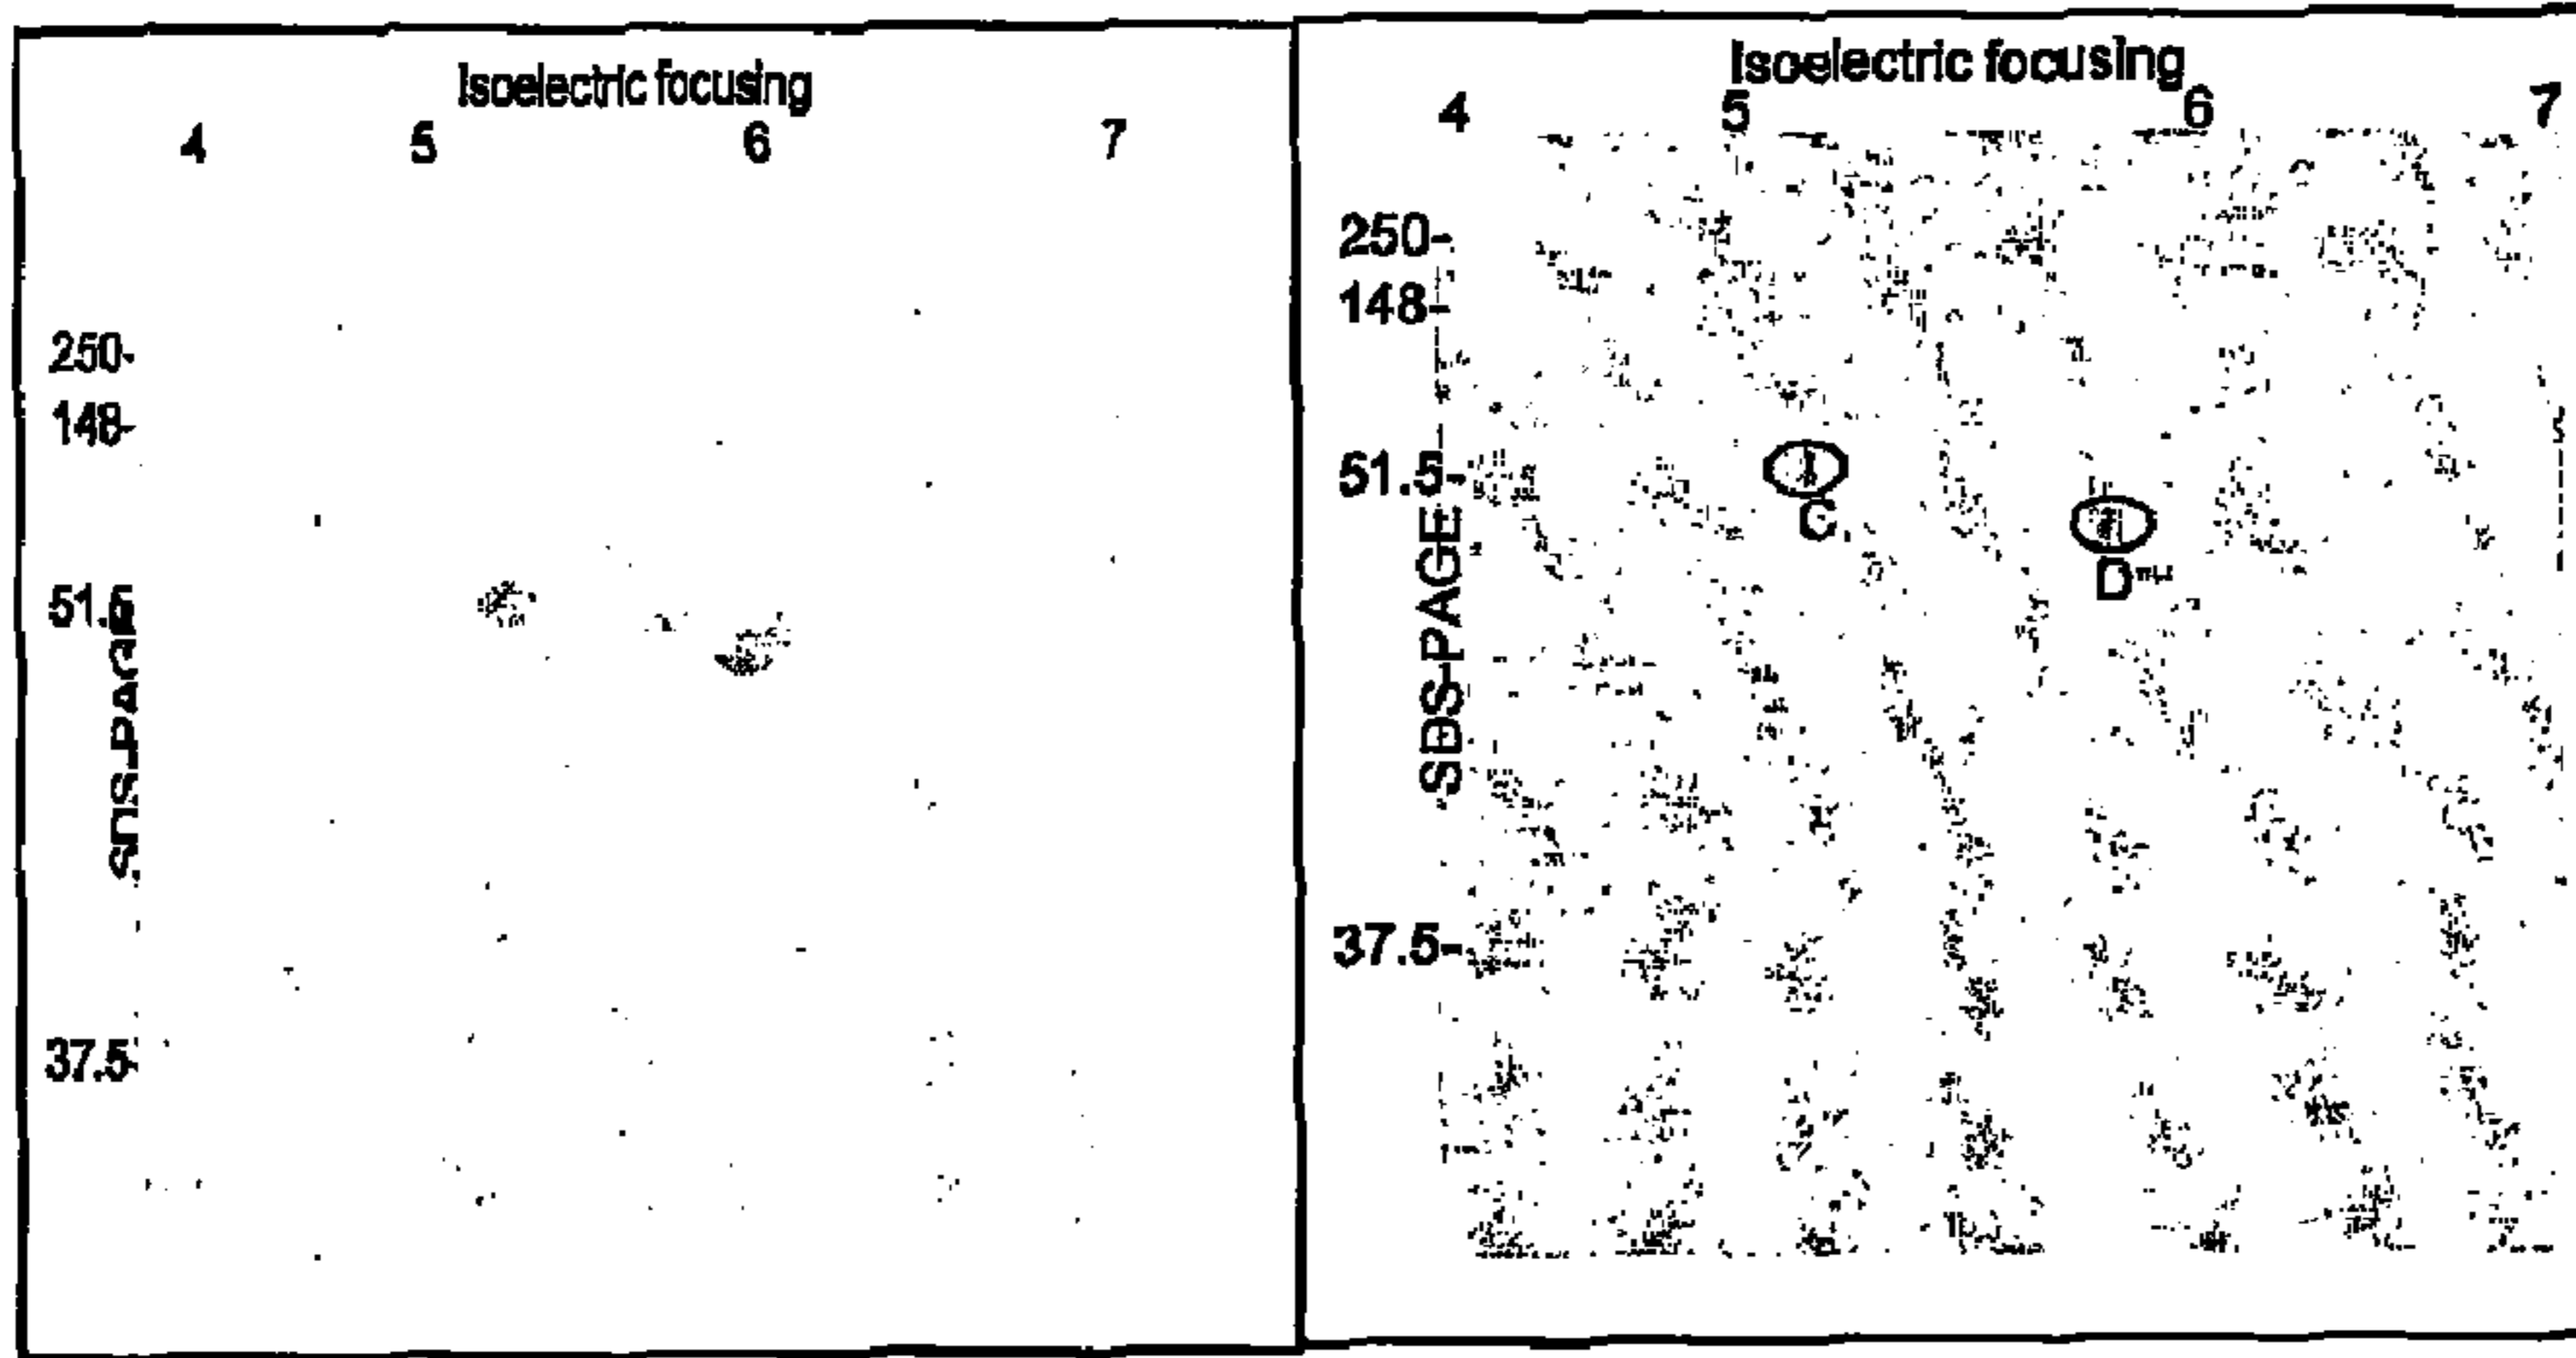 Isoelectric focusing
4 5 6 7
250-
148-
51.5
SDS-PAGE
37.5-
Isoelectric focusing
4 5 6 7
250-
148-
51.5-
SDS-PAGE
C
D
37.5-